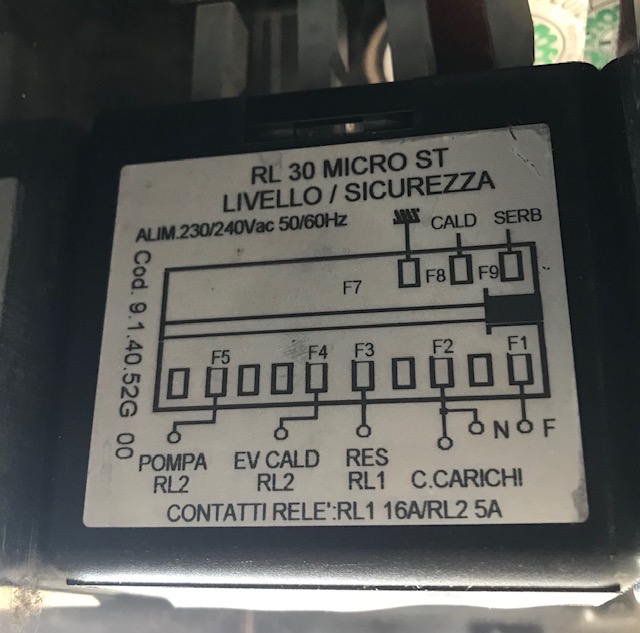 RL 30 MICRO ST
LIVELLO / SICUREZZA
ALIM.230/240Vac 50/60Hz
CALD
SERB
Cod. 9.1.40.52G 00
F7
F8
F9
F5
F4
F3
F2
F1
N
F
POMPA
RL2
EV CALD
RL2
RES
RL1
C.CARICHI
CONTATTI RELE':RL1 16A/RL2 5A